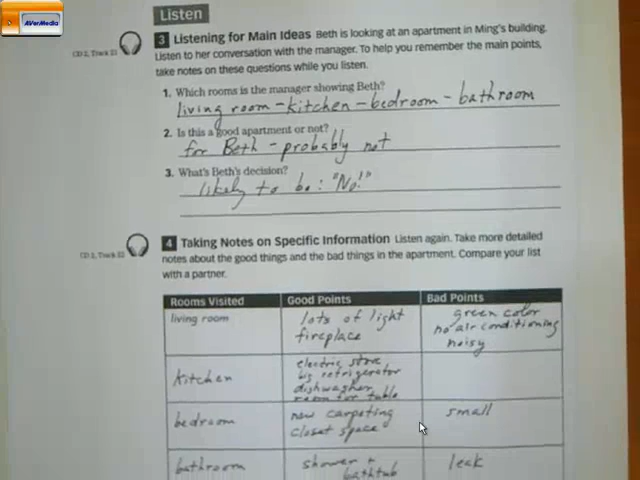 AVerMedia
Listen
CD 2, Track 23
3 Listening for Main Ideas Beth is looking at an apartment in Ming's building.
Listen to her conversation with the manager. To help you remember the main points,
take notes on these questions while you listen.
1. Which rooms is the manager showing Beth?
living room - kitchen - bedroom - bathroom
2. Is this a good apartment or not?
for Beth - probably not
3. What's Beth's decision?
likely to be: "No!"
4 Taking Notes on Specific Information Listen again. Take more detailed
notes about the good things and the bad things in the apartment. Compare your list
with a partner.
Rooms Visited Good Points Bad Points
living room
lots of light
fireplace
green color
no air conditioning
noisy
kitchen
electric stove
big refrigerator
dishwasher
room for table
bedroom
new carpeting
closet space
small
bathroom
shower +
bathtub
leak